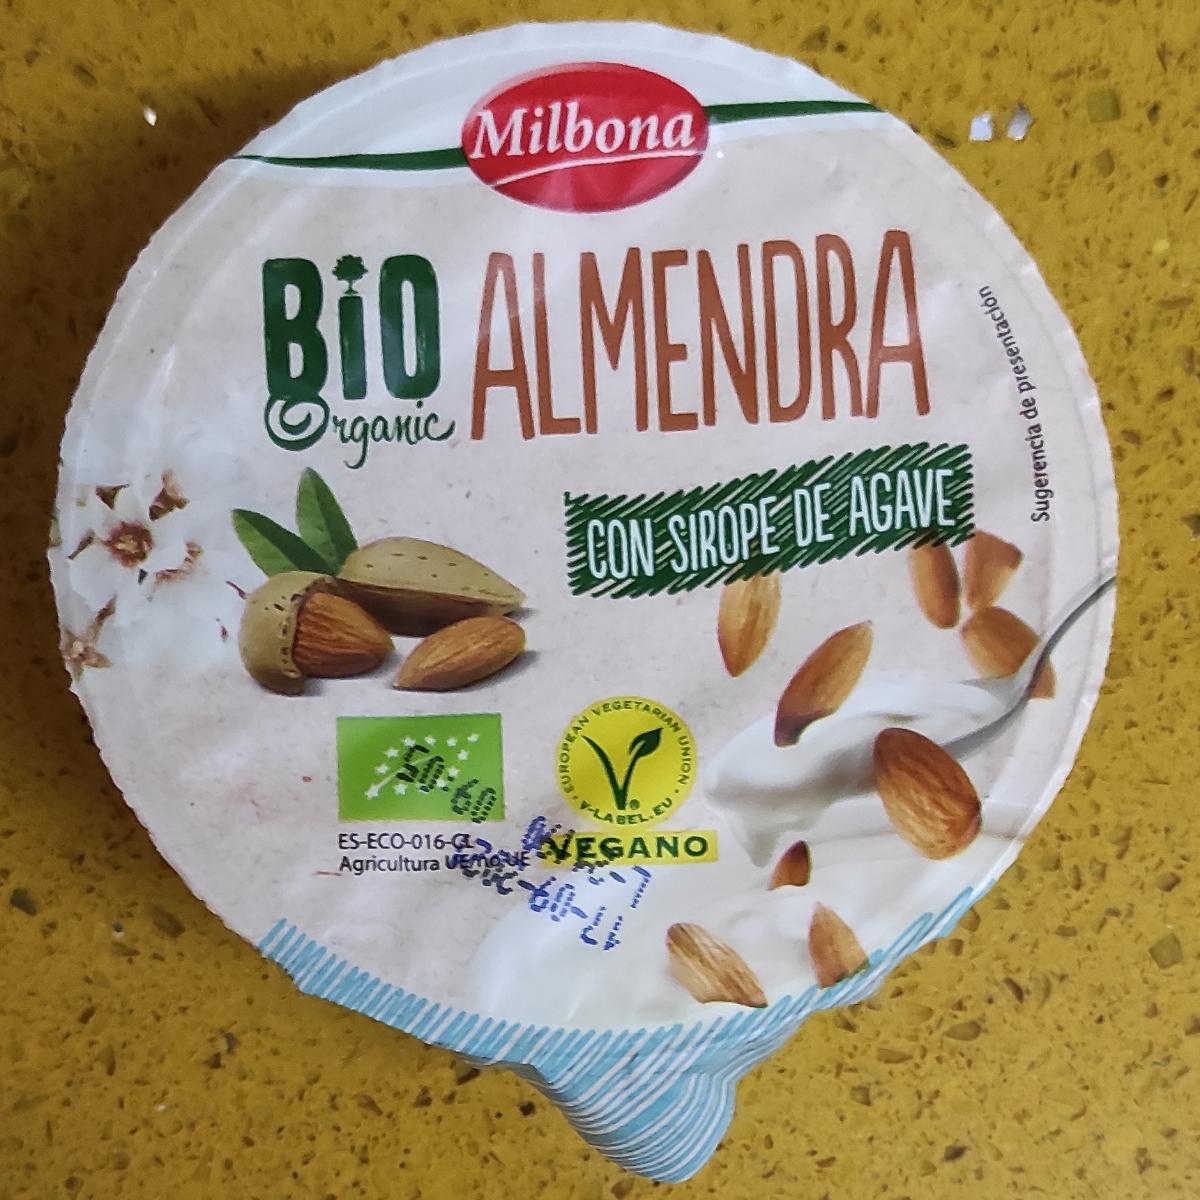 Milbona
BiO
Organic
ALMENDRA
CON SIROPE DE AGAVE
Sugerencia de presentación
EUROPEAN VEGETARIAN UNION
V-LABEL.EU
VEGANO
ES-ECO-016-CL
Agricultura UE/no UE